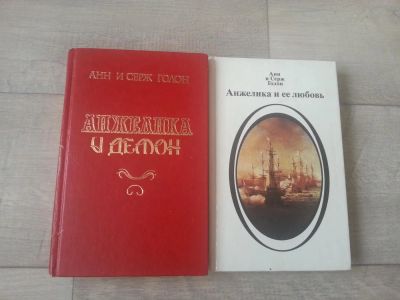 АНН И СЕРЖ ГОЛОН
АНЖЕЛИКА
И ДЕМОН
Анн
и Серж
Голон
Анжелика и ее любовь